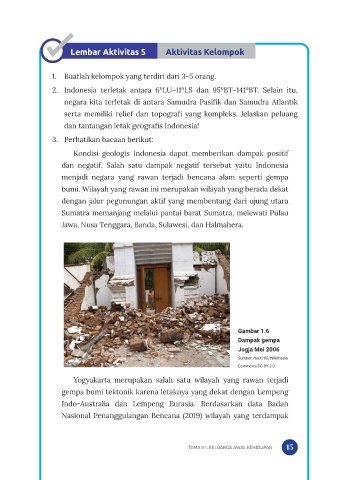 Lembar Aktivitas 5 Aktivitas Kelompok
1. Buatlah kelompok yang terdiri dari 3-5 orang.
2. Indonesia terletak antara 6°LU–11°LS dan 95°BT–141°BT. Selain itu,
negara kita terletak di antara Samudra Pasifik dan Samudra Atlantik
serta memiliki relief dan topografi yang kompleks. Jelaskan peluang
dan tantangan letak geografis Indonesia!
3. Perhatikan bacaan berikut:
Kondisi geologis Indonesia dapat memberikan dampak positif
dan negatif. Salah satu dampak negatif tersebut yaitu Indonesia
menjadi negara yang rawan terjadi bencana alam seperti gempa
bumi. Wilayah yang rawan ini merupakan wilayah yang berada dekat
dengan jalur pegunungan aktif yang membentang dari ujung utara
Sumatra memanjang melalui pantai barat Sumatra, melewati Pulau
Jawa, Nusa Tenggara, Banda, Sulawesi, dan Halmahera.
Gambar 1.6
Dampak gempa
Jogja Mei 2006
Commons/CC BY-2.0
Yogyakarta merupakan salah satu wilayah yang rawan terjadi
gempa bumi tektonik karena letaknya yang dekat dengan Lempeng
Indo-Australia dan Lempeng Eurasia. Berdasarkan data Badan
Nasional Penanggulangan Bencana (2019) wilayah yang terdampak
TEMA 01: KELUARGA AWAL KEHIDUPAN 15